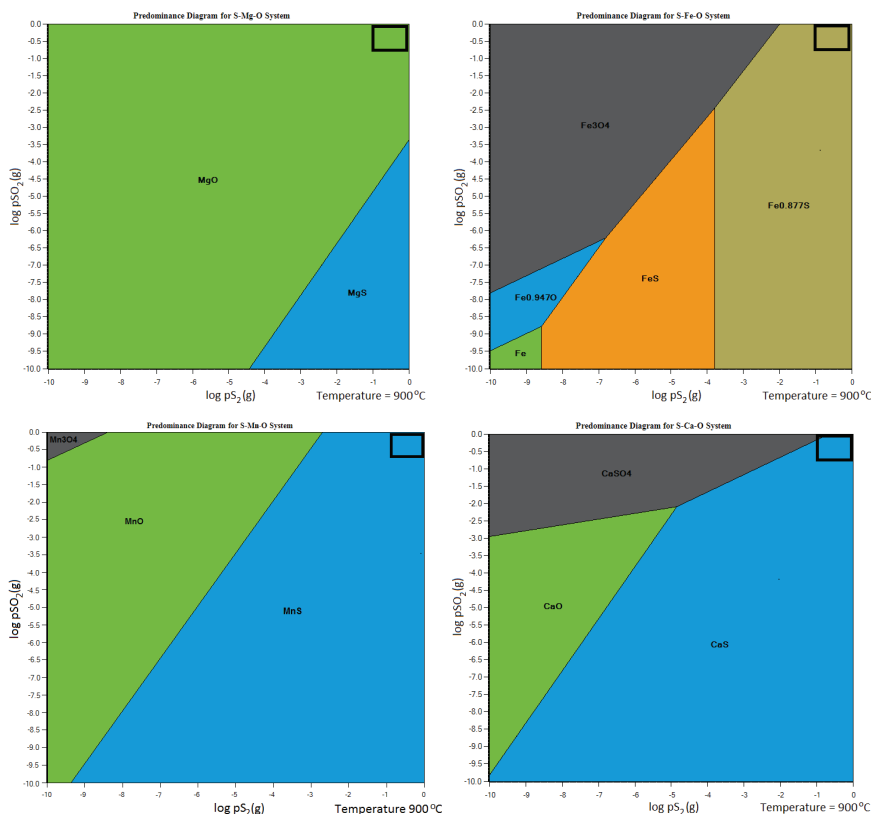 Predominance Diagram for S-Mg-O System
0.0
-0.5
-1.0
-1.5
-2.0
-2.5
-3.0
-3.5
-4.0
-4.5
-5.0
-5.5
-6.0
-6.5
-7.0
-7.5
-8.0
-8.5
-9.0
-9.5
-10.0
log pSO2(g)
MgO
MgS
-10 -9 -8 -7 -6 -5 -4 -3 -2 -1 0
log pS2(g) Temperature = 900°C
Predominance Diagram for S-Fe-O System
0.0
-0.5
-1.0
-1.5
-2.0
-2.5
-3.0
-3.5
-4.0
-4.5
-5.0
-5.5
-6.0
-6.5
-7.0
-7.5
-8.0
-8.5
-9.0
-9.5
-10.0
log pSO2(g)
Fe3O4
Fe0.877S
FeS
Fe0.947O
Fe
-10 -9 -8 -7 -6 -5 -4 -3 -2 -1 0
log pS2(g) Temperature = 900°C
Predominance Diagram for S-Mn-O System
0.0
-0.5
-1.0
-1.5
-2.0
-2.5
-3.0
-3.5
-4.0
-4.5
-5.0
-5.5
-6.0
-6.5
-7.0
-7.5
-8.0
-8.5
-9.0
-9.5
-10.0
log pSO2(g)
Mn3O4
MnO
MnS
-10 -9 -8 -7 -6 -5 -4 -3 -2 -1 0
log pS2(g) Temperature 900°C
Predominance Diagram for S-Ca-O System
0.0
-0.5
-1.0
-1.5
-2.0
-2.5
-3.0
-3.5
-4.0
-4.5
-5.0
-5.5
-6.0
-6.5
-7.0
-7.5
-8.0
-8.5
-9.0
-9.5
-10.0
log pSO2(g)
CaSO4
CaO
CaS
-10 -9 -8 -7 -6 -5 -4 -3 -2 -1 0
log pS2(g) Temperature = 900°C